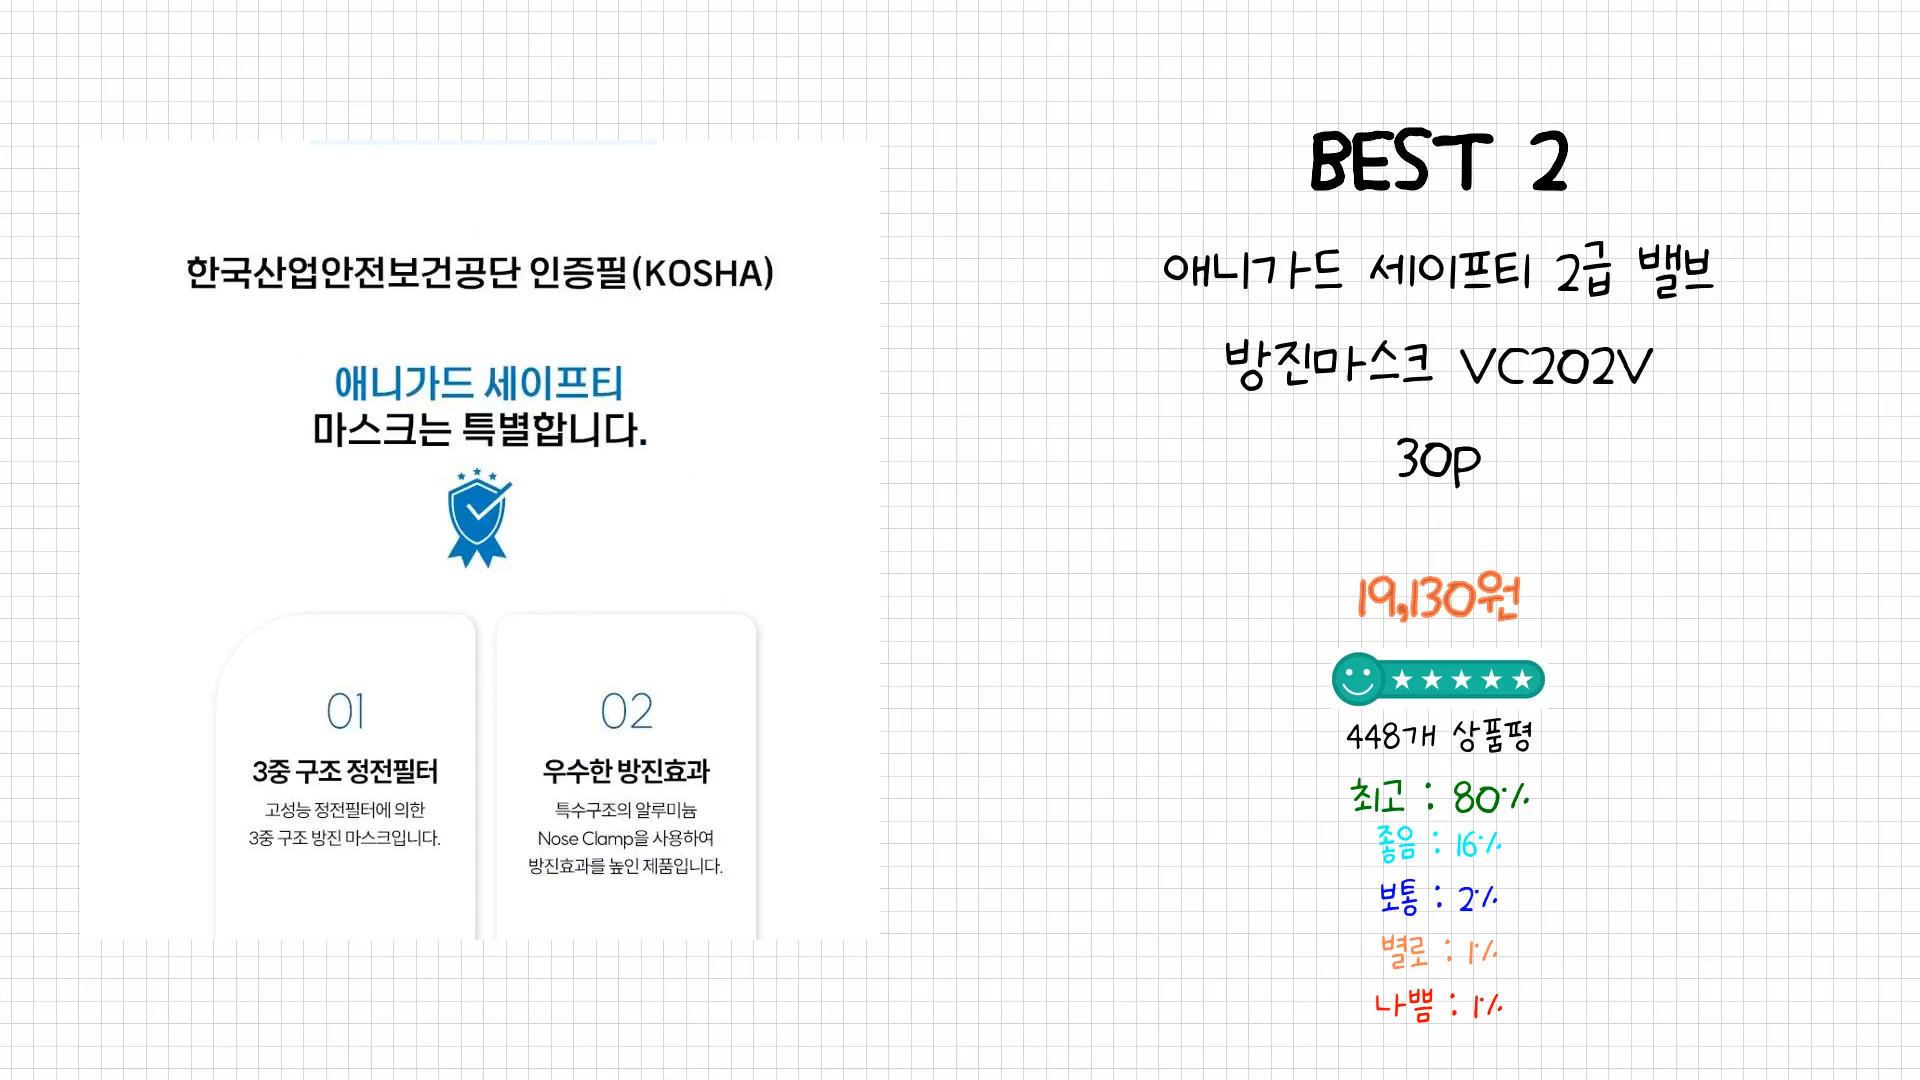 한국산업안전보건공단 인증필(KOSHA)
애니가드 세이프티
마스크는 특별합니다.
01
3중 구조 정전필터
고성능 정전필터에 의한
3중 구조 방진 마스크입니다.
02
우수한 방진효과
특수구조의 알루미늄
Nose Clamp을 사용하여
방진효과를 높인 제품입니다.
BEST 2
애니가드 세이프티 2급 밸브
방진마스크 VC202V
30p
19,130원
448개 상품평
최고 : 80%
좋음 : 16%
보통 : 2%
별로 : 1%
나쁨 : 1%